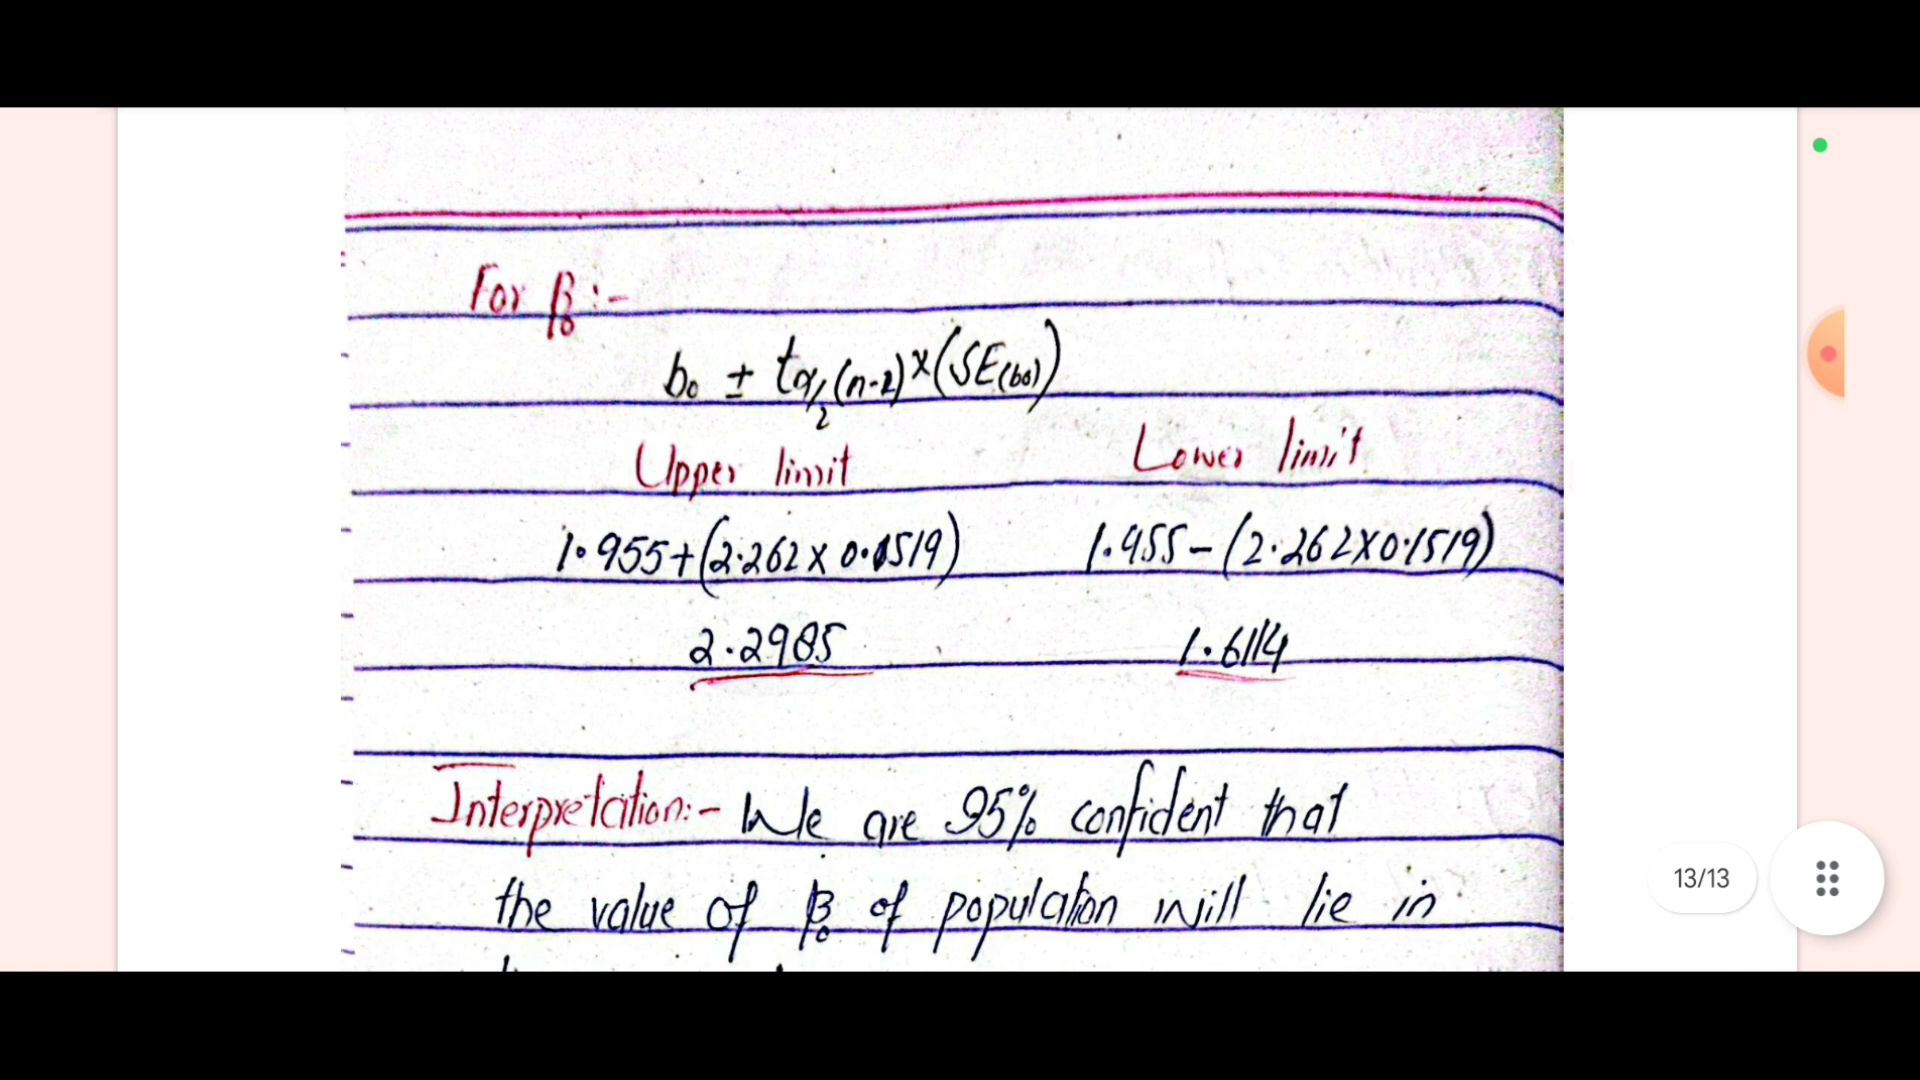 For β₀:-
b₀ ± tα/2 (n-2) × (SE(b₀))
Upper limit Lower limit
1.955+(2.262 x 0.1519) 1.955-(2.262x0.1519)
2.2985 1.6114
Interpretation:- We are 95% confident that
the value of β₀ of population will lie in
13/13